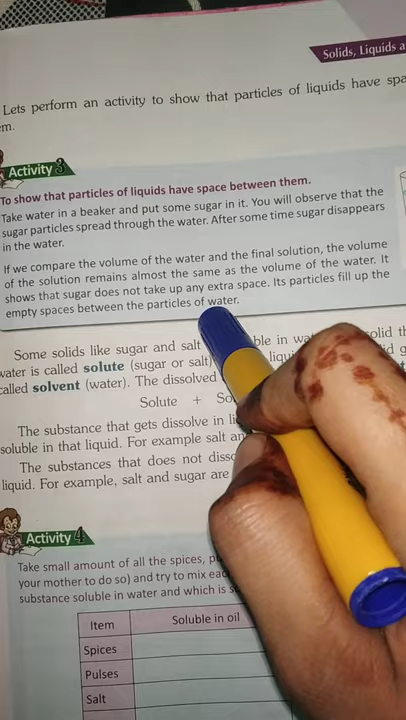 Solids, Liquids a
Lets perform an activity to show that particles of liquids have spa
em.
Activity 3
To show that particles of liquids have space between them.
Take water in a beaker and put some sugar in it. You will observe that the
sugar particles spread through the water. After some time sugar disappears
in the water.
If we compare the volume of the water and the final solution, the volume
of the solution remains almost the same as the volume of the water. It
shows that sugar does not take up any extra space. Its particles fill up the
empty spaces between the particles of water.
Some solids like sugar and salt ble in wa solid th
water is called solute (sugar or salt) liqui
called solvent (water). The dissolved
Solute + So
The substance that gets dissolve in li
soluble in that liquid. For example salt an
The substances that does not disso
liquid. For example, salt and sugar are
Activity 4
Take small amount of all the spices, pu
your mother to do so) and try to mix eac
substance soluble in water and which is s
Item Soluble in oil
Spices
Pulses
Salt